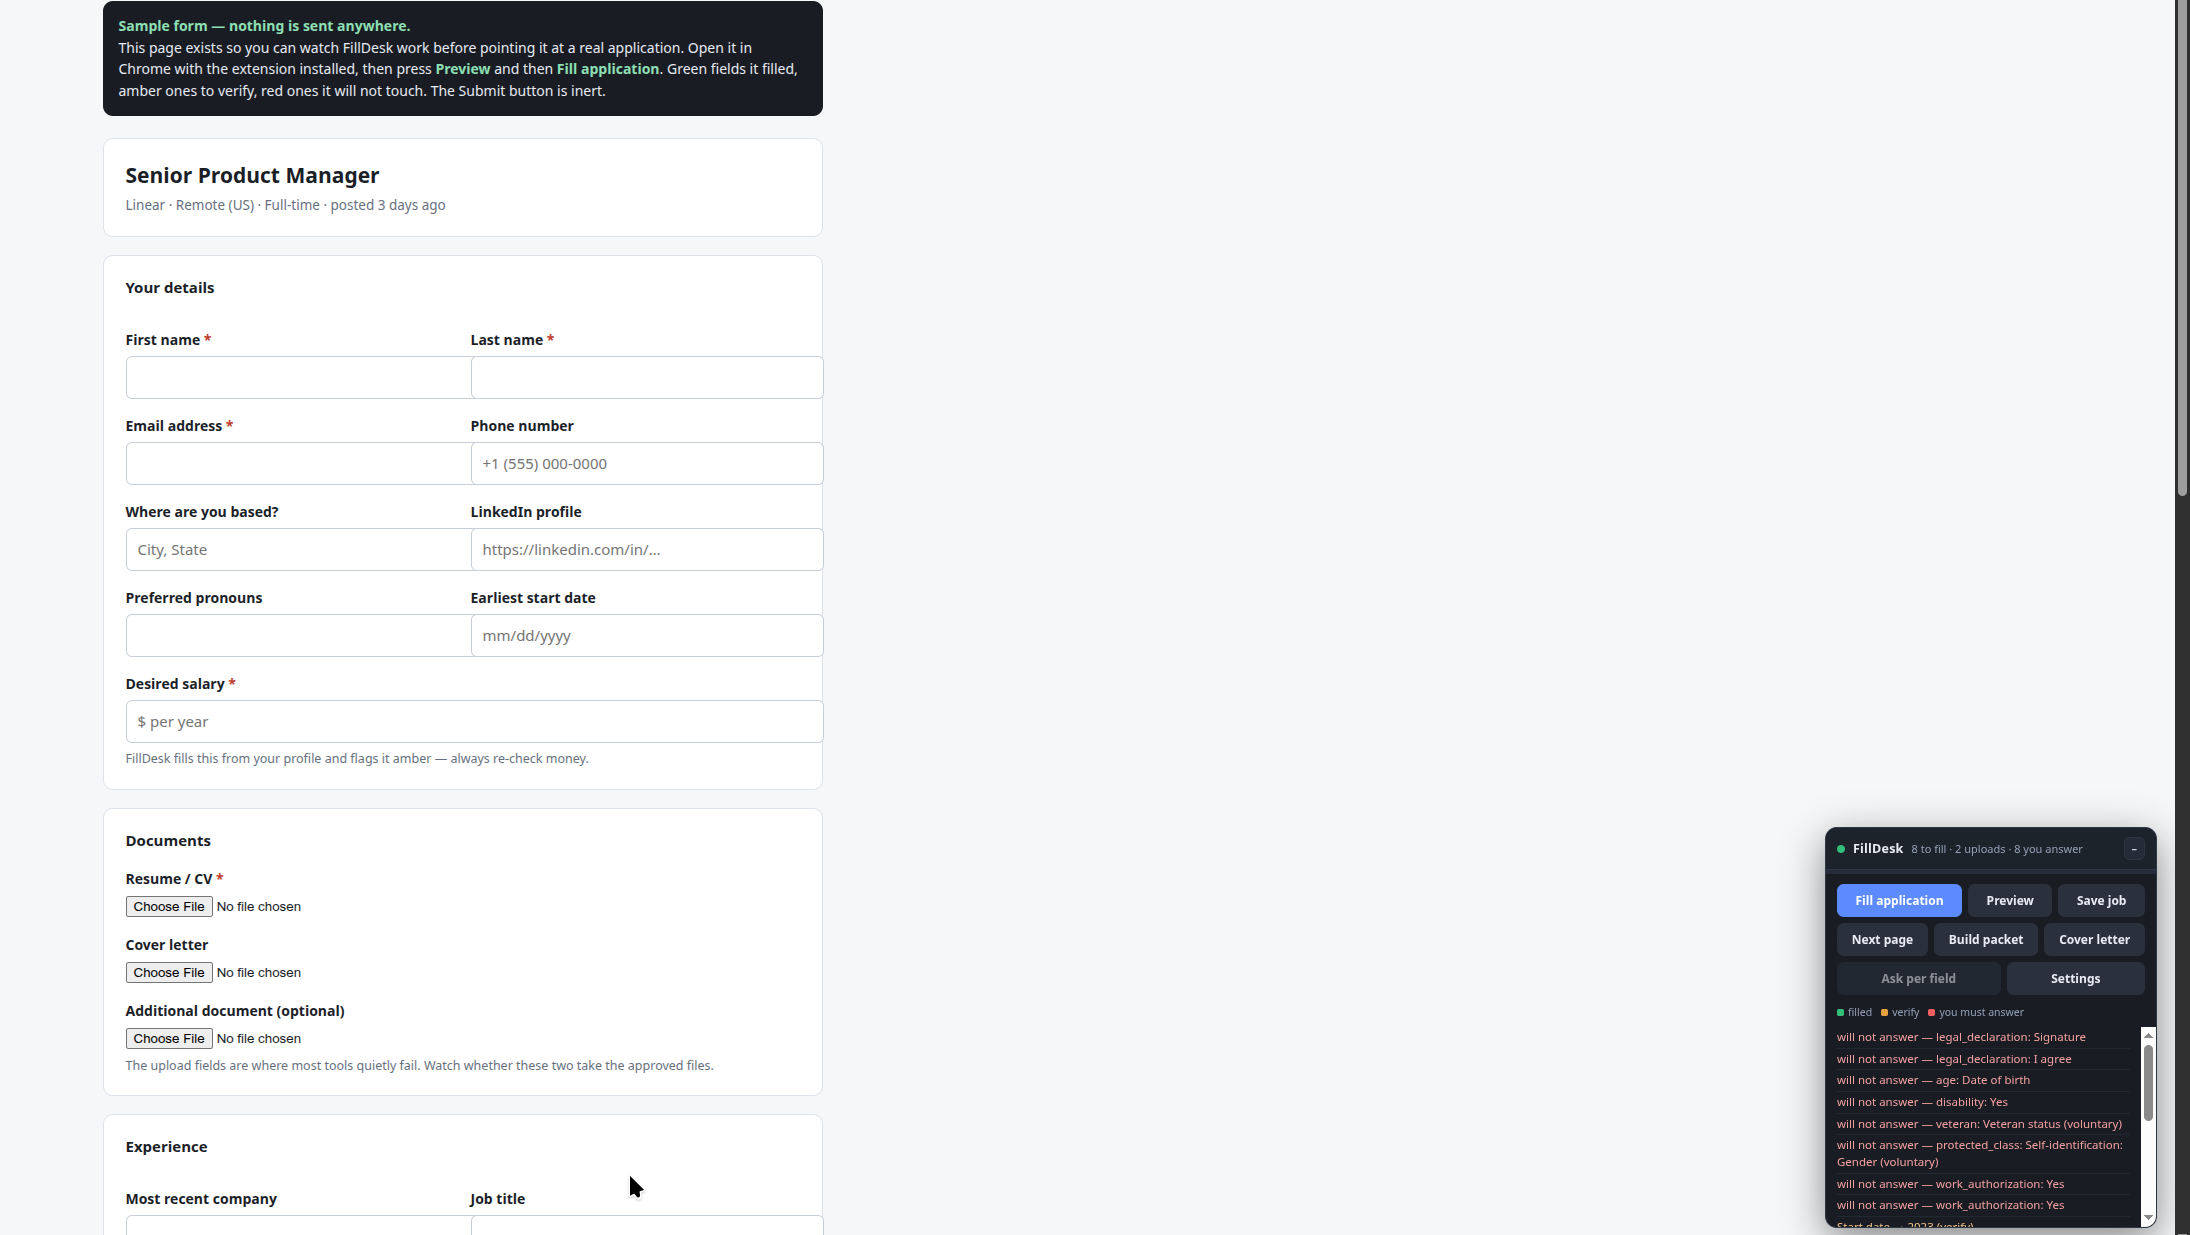 Sample form — nothing is sent anywhere.
This page exists so you can watch FillDesk work before pointing it at a real application. Open it in
Chrome with the extension installed, then press Preview and then Fill application. Green fields it filled,
amber ones to verify, red ones it will not touch. The Submit button is inert.
Senior Product Manager
Linear · Remote (US) · Full-time · posted 3 days ago
Your details
First name *
Last name *
Email address *
Phone number
+1 (555) 000-0000
Where are you based?
LinkedIn profile
City, State
https://linkedin.com/in/...
Preferred pronouns
Earliest start date
mm/dd/yyyy
Desired salary *
$ per year
FillDesk fills this from your profile and flags it amber — always re-check money.
Documents
Resume / CV *
Choose File No file chosen
Cover letter
Choose File No file chosen
Additional document (optional)
Choose File No file chosen
The upload fields are where most tools quietly fail. Watch whether these two take the approved files.
Experience
Most recent company
Job title
FillDesk 8 to fill · 2 uploads · 8 you answer –
Fill application Preview Save job
Next page Build packet Cover letter
Ask per field Settings
filled verify you must answer
will not answer — legal_declaration: Signature
will not answer — legal_declaration: I agree
will not answer — age: Date of birth
will not answer — disability: Yes
will not answer — veteran: Veteran status (voluntary)
will not answer — protected_class: Self-identification:
Gender (voluntary)
will not answer — work_authorization: Yes
will not answer — work_authorization: Yes
Start date → 2023 (verify)